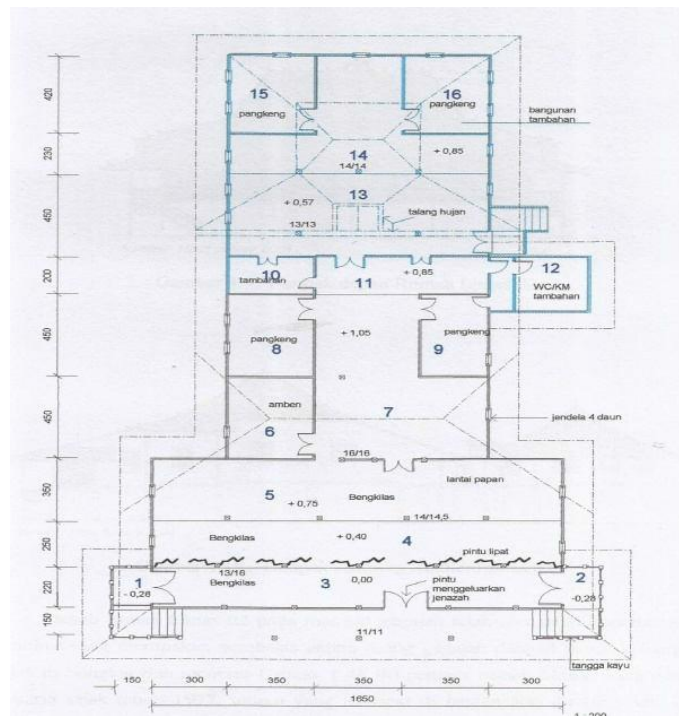 15
pangkeng
16
pangkeng
bangunan
tambahan
420
230
14
14/14
+ 0,85
13
+ 0,57
13/13
talang hujan
450
200
10
tambahan
11
+ 0,85
12
WC/KM
tambahan
+ 1,05
pangkeng
8
pangkeng
9
450
amben
7
6
450
jendela 4 daun
16/16
lantai papan
5
Bengkilas
+ 0,75
14/14,5
350
Bengkilas
+ 0,40
4
pintu lipat
250
1
- 0,28
13/16
Bengkilas
3
0,00
pintu
menggeluarkan
jenazah
2
-0,28
220
150
11/11
tangga kayu
150
300
350
350
350
300
1650